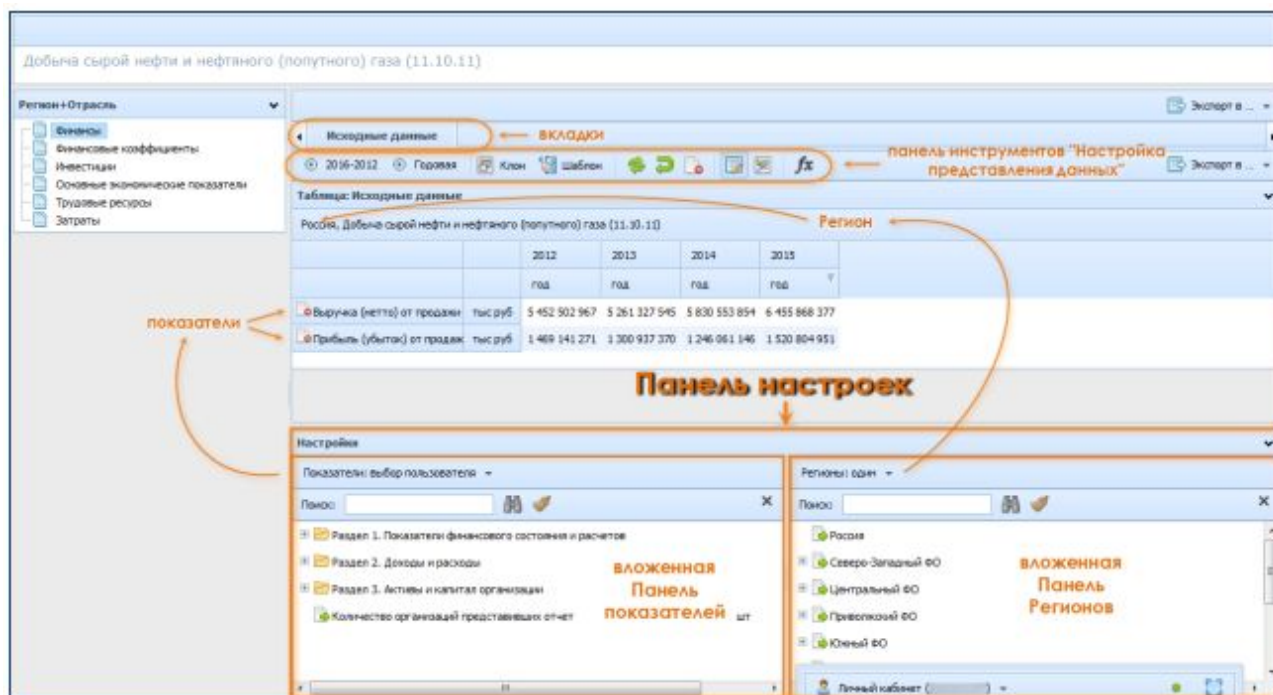 Добыча сырой нефти и нефтяного (попутного) газа (11.10.11)
Регион+Отрасль
Экспорт в ...
Финансы
Финансовые коэффициенты
Инвестиции
Основные экономические показатели
Трудовые ресурсы
Затраты
Исходные данные
вкладки
2016-2012 Годовая Клон Шаблон fx
панель инструментов "Настройка
представления данных"
Экспорт в ...
Таблица: Исходные данные
Россия, Добыча сырой нефти и нефтяного (попутного) газа (11.10.11)
Регион
2012 2013 2014 2015
год год год год
показатели
Выручка (нетто) от продажи тыс руб 5 452 502 967 5 261 327 545 5 830 553 854 6 455 868 377
Прибыль (убыток) от продаж тыс руб 1 469 141 271 1 300 937 370 1 246 061 146 1 520 804 951
Панель настроек
Настройки
Показатели: выбор пользователя
Поиск:
Раздел 1. Показатели финансового состояния и расчетов
Раздел 2. Доходы и расходы
Раздел 3. Активы и капитал организации
Количество организаций представивших отчет шт
вложенная
Панель
показателей
Регионы: один
Поиск:
Россия
Северо-Западный ФО
Центральный ФО
Приволжский ФО
Южный ФО
вложенная
Панель
Регионов
Личный кабинет ( )